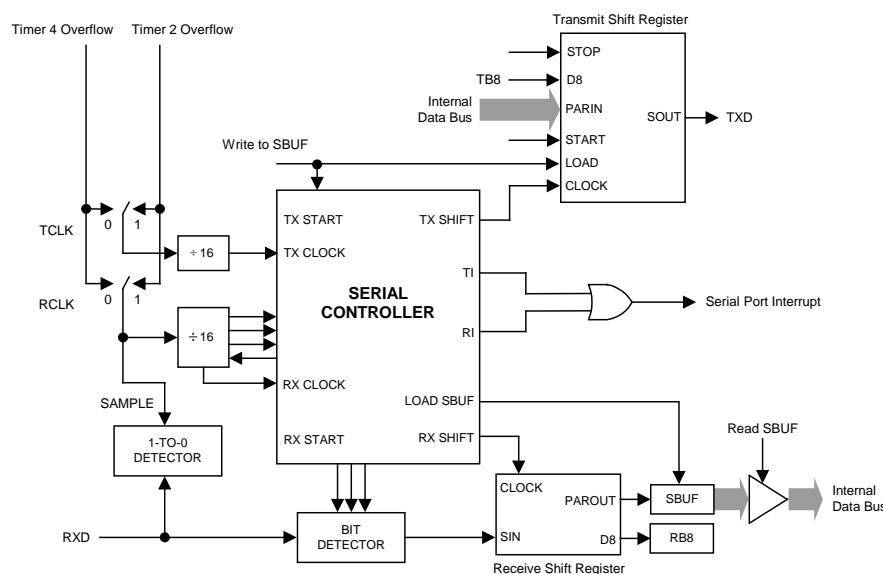 Transmit Shift Register
Timer 4 Overflow
Timer 2 Overflow
STOP
TB8
D8
Internal
Data Bus
PARIN
SOUT
TXD
START
Write to SBUF
LOAD
CLOCK
TX START
TX SHIFT
TCLK
0
1
÷ 16
TX CLOCK
TI
RCLK
0
1
SERIAL
CONTROLLER
Serial Port Interrupt
÷ 16
RI
RX CLOCK
SAMPLE
LOAD SBUF
RX START
RX SHIFT
Read SBUF
1-TO-0
DETECTOR
CLOCK
PAROUT
SBUF
Internal
Data Bus
RXD
BIT
DETECTOR
SIN
D8
RB8
Receive Shift Register